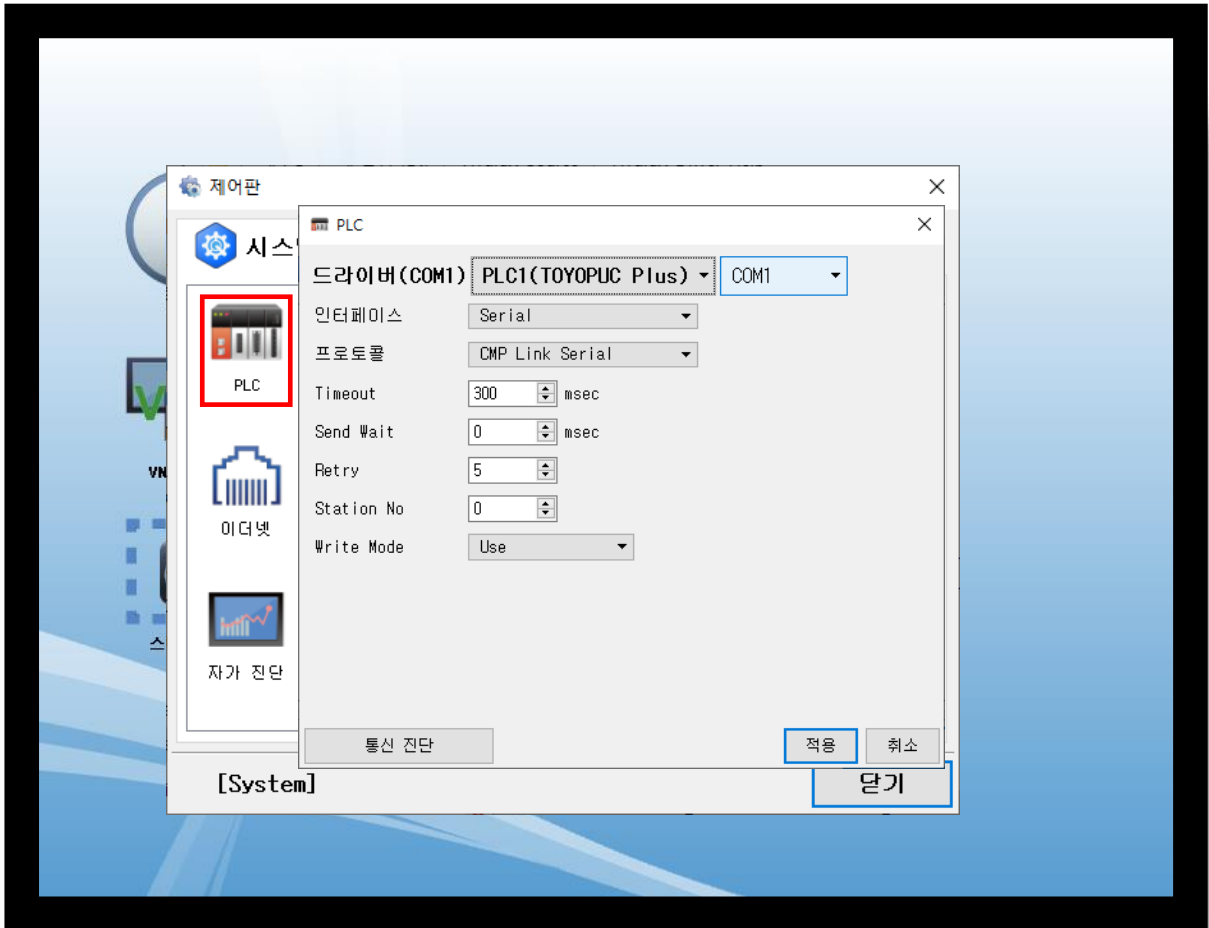 제어판
PLC
시스
드라이버(COM1) PLC1(TOYOPUC Plus) COM1
인터페이스 Serial
프로토콜 CMP Link Serial
PLC
Timeout 300 msec
Send Wait 0 msec
VN
Retry 5
Station No 0
이더넷
Write Mode Use
스
자가 진단
통신 진단 적용 취소
[System] 닫기